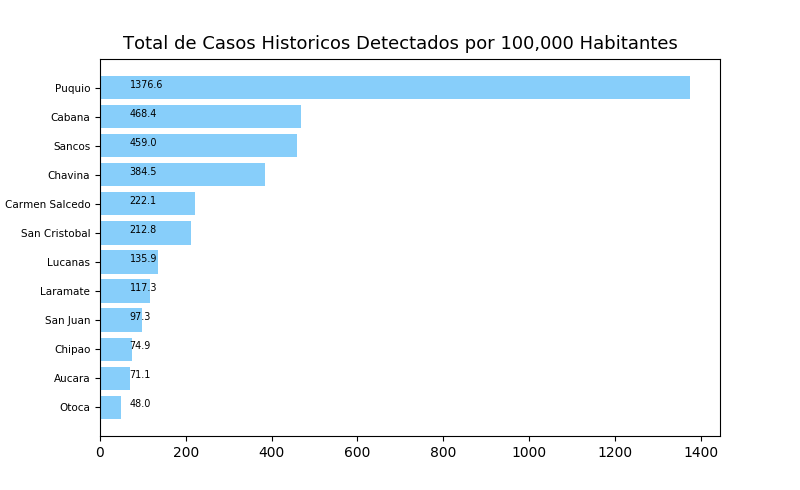 Total de Casos Historicos Detectados por 100,000 Habitantes
Puquio 1376.6
Cabana 468.4
Sancos 459.0
Chavina 384.5
Carmen Salcedo 222.1
San Cristobal 212.8
Lucanas 135.9
Laramate 117.3
San Juan 97.3
Chipao 74.9
Aucara 71.1
Otoca 48.0
0 200 400 600 800 1000 1200 1400